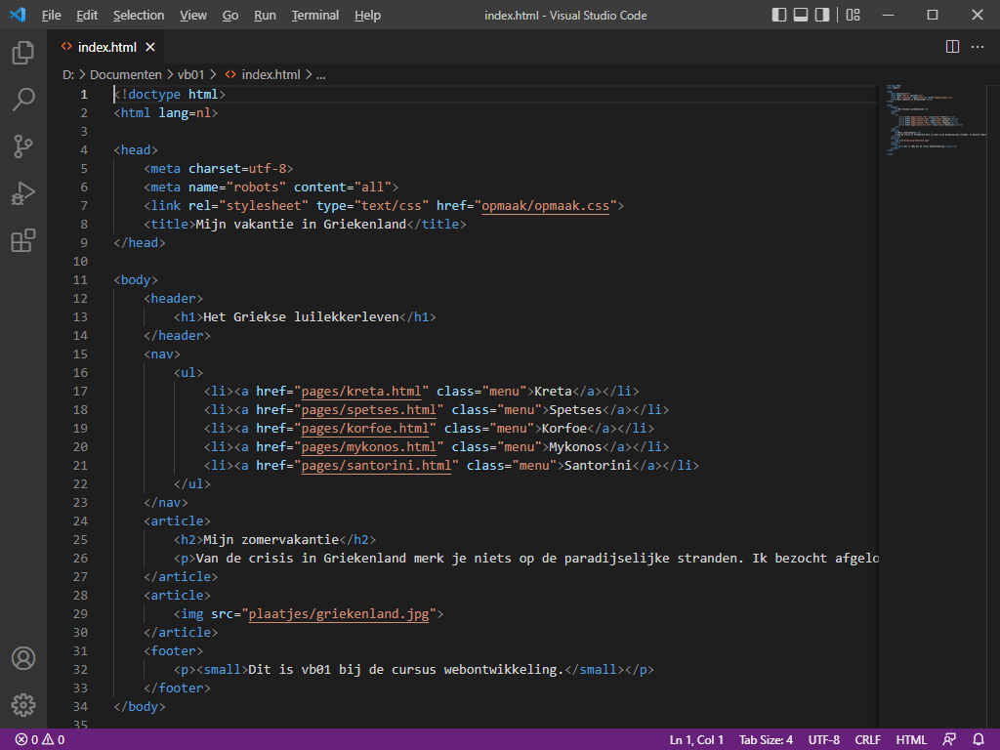 File Edit Selection View Go Run Terminal Help index.html - Visual Studio Code
index.html
D: > Documenten > vb01 > index.html > ...
1 <!doctype html>
2 <html lang=nl>
3
4 <head>
5 <meta charset=utf-8>
6 <meta name="robots" content="all">
7 <link rel="stylesheet" type="text/css" href="opmaak/opmaak.css">
8 <title>Mijn vakantie in Griekenland</title>
9 </head>
10
11 <body>
12 <header>
13 <h1>Het Griekse luilekkerleven</h1>
14 </header>
15 <nav>
16 <ul>
17 <li><a href="pages/kreta.html" class="menu">Kreta</a></li>
18 <li><a href="pages/spetses.html" class="menu">Spetses</a></li>
19 <li><a href="pages/korfoe.html" class="menu">Korfoe</a></li>
20 <li><a href="pages/mykonos.html" class="menu">Mykonos</a></li>
21 <li><a href="pages/santorini.html" class="menu">Santorini</a></li>
22 </ul>
23 </nav>
24 <article>
25 <h2>Mijn zomervakantie</h2>
26 <p>Van de crisis in Griekenland merk je niets op de paradijselijke stranden. Ik bezocht afgelo
27 </article>
28 <article>
29 <img src="plaatjes/griekenland.jpg">
30 </article>
31 <footer>
32 <p><small>Dit is vb01 bij de cursus webontwikkeling.</small></p>
33 </footer>
34 </body>
35
0 0 Ln 1, Col 1 Tab Size: 4 UTF-8 CRLF HTML